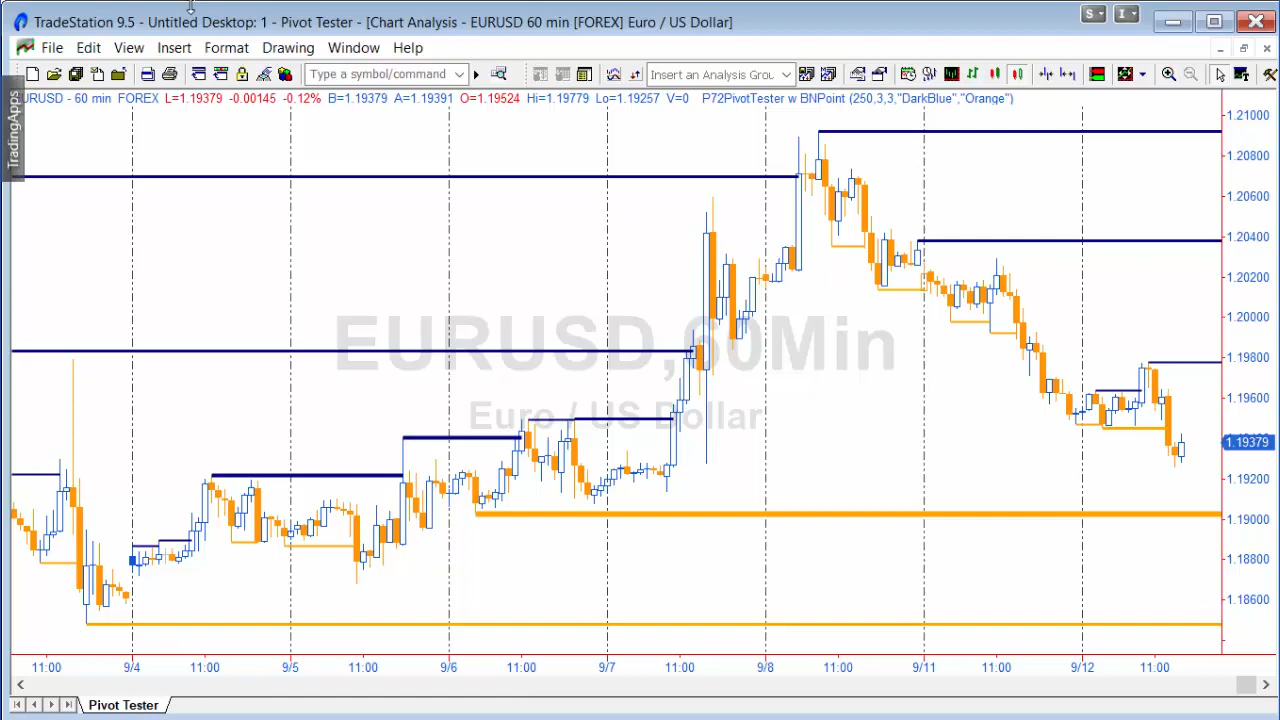 TradeStation 9.5 - Untitled Desktop: 1 - Pivot Tester - [Chart Analysis - EURUSD 60 min [FOREX] Euro / US Dollar]
S I
File Edit View Insert Format Drawing Window Help
Type a symbol/command Insert an Analysis Grou
URUSD - 60 min FOREX L=1.19379 -0.00145 -0.12% B=1.19379 A=1.19391 O=1.19524 Hi=1.19779 Lo=1.19257 V=0 P72PivotTester w BNPoint (250,3,3,"DarkBlue","Orange")
TradingApps
1.21000
1.20800
1.20600
1.20400
1.20200
1.20000
1.19800
1.19600
1.19379
1.19200
1.19000
1.18800
1.18600
EURUSD,60Min
Euro / US Dollar
11:00 9/4 11:00 9/5 11:00 9/6 11:00 9/7 11:00 9/8 11:00 9/11 11:00 9/12 11:00
Pivot Tester